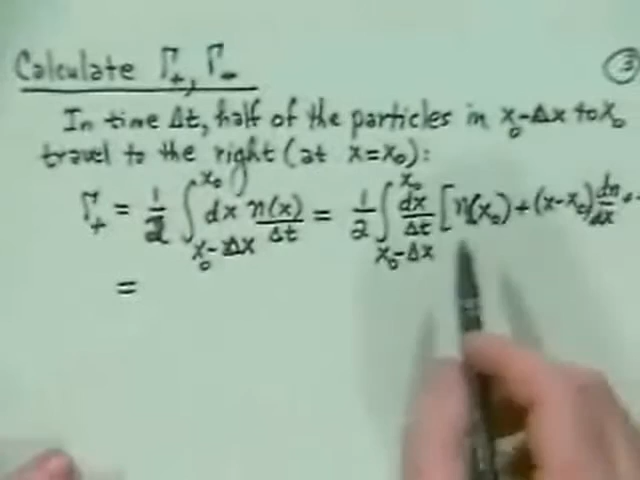 Calculate Γ₊, Γ₋ ③
In time Δt, half of the particles in x₀-Δx to x₀
travel to the right (at x=x₀):
Γ₊ = 1/2 ∫_{x₀-Δx}^{x₀} dx n(x)/Δt = 1/2 ∫_{x₀-Δx}^{x₀} dx/Δt [n(x₀) + (x-x₀) dn/dx + ..
=